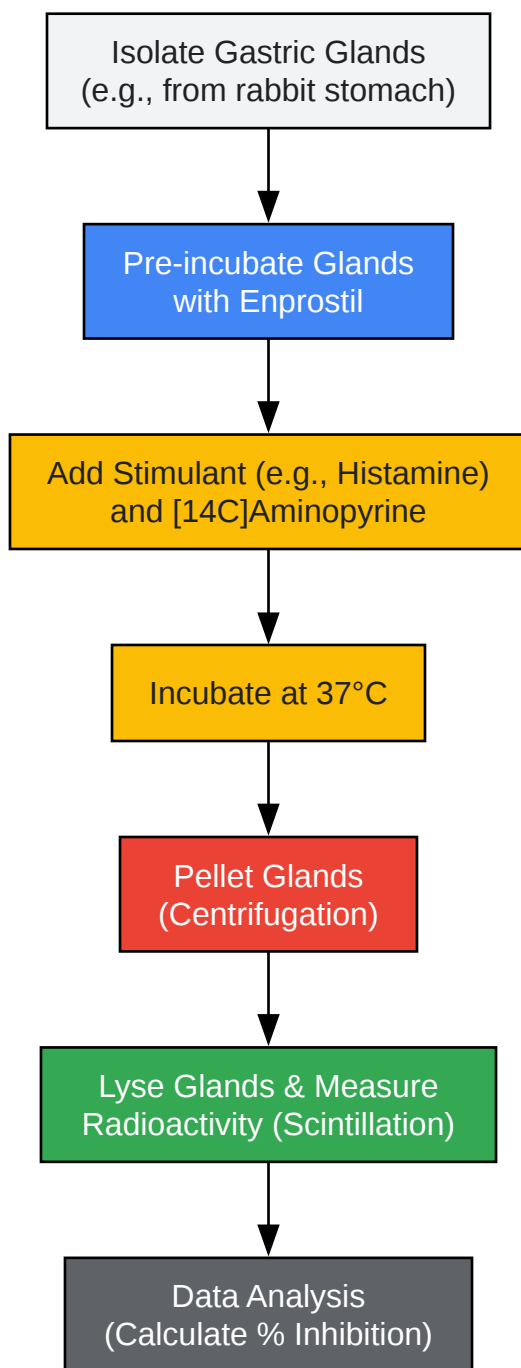 Isolate Gastric Glands
(e.g., from rabbit stomach)
Pre-incubate Glands
with Enprostil
Add Stimulant (e.g., Histamine)
and [14C]Aminopyrine
Incubate at 37°C
Pellet Glands
(Centrifugation)
Lyse Glands & Measure
Radioactivity (Scintillation)
Data Analysis
(Calculate % Inhibition)